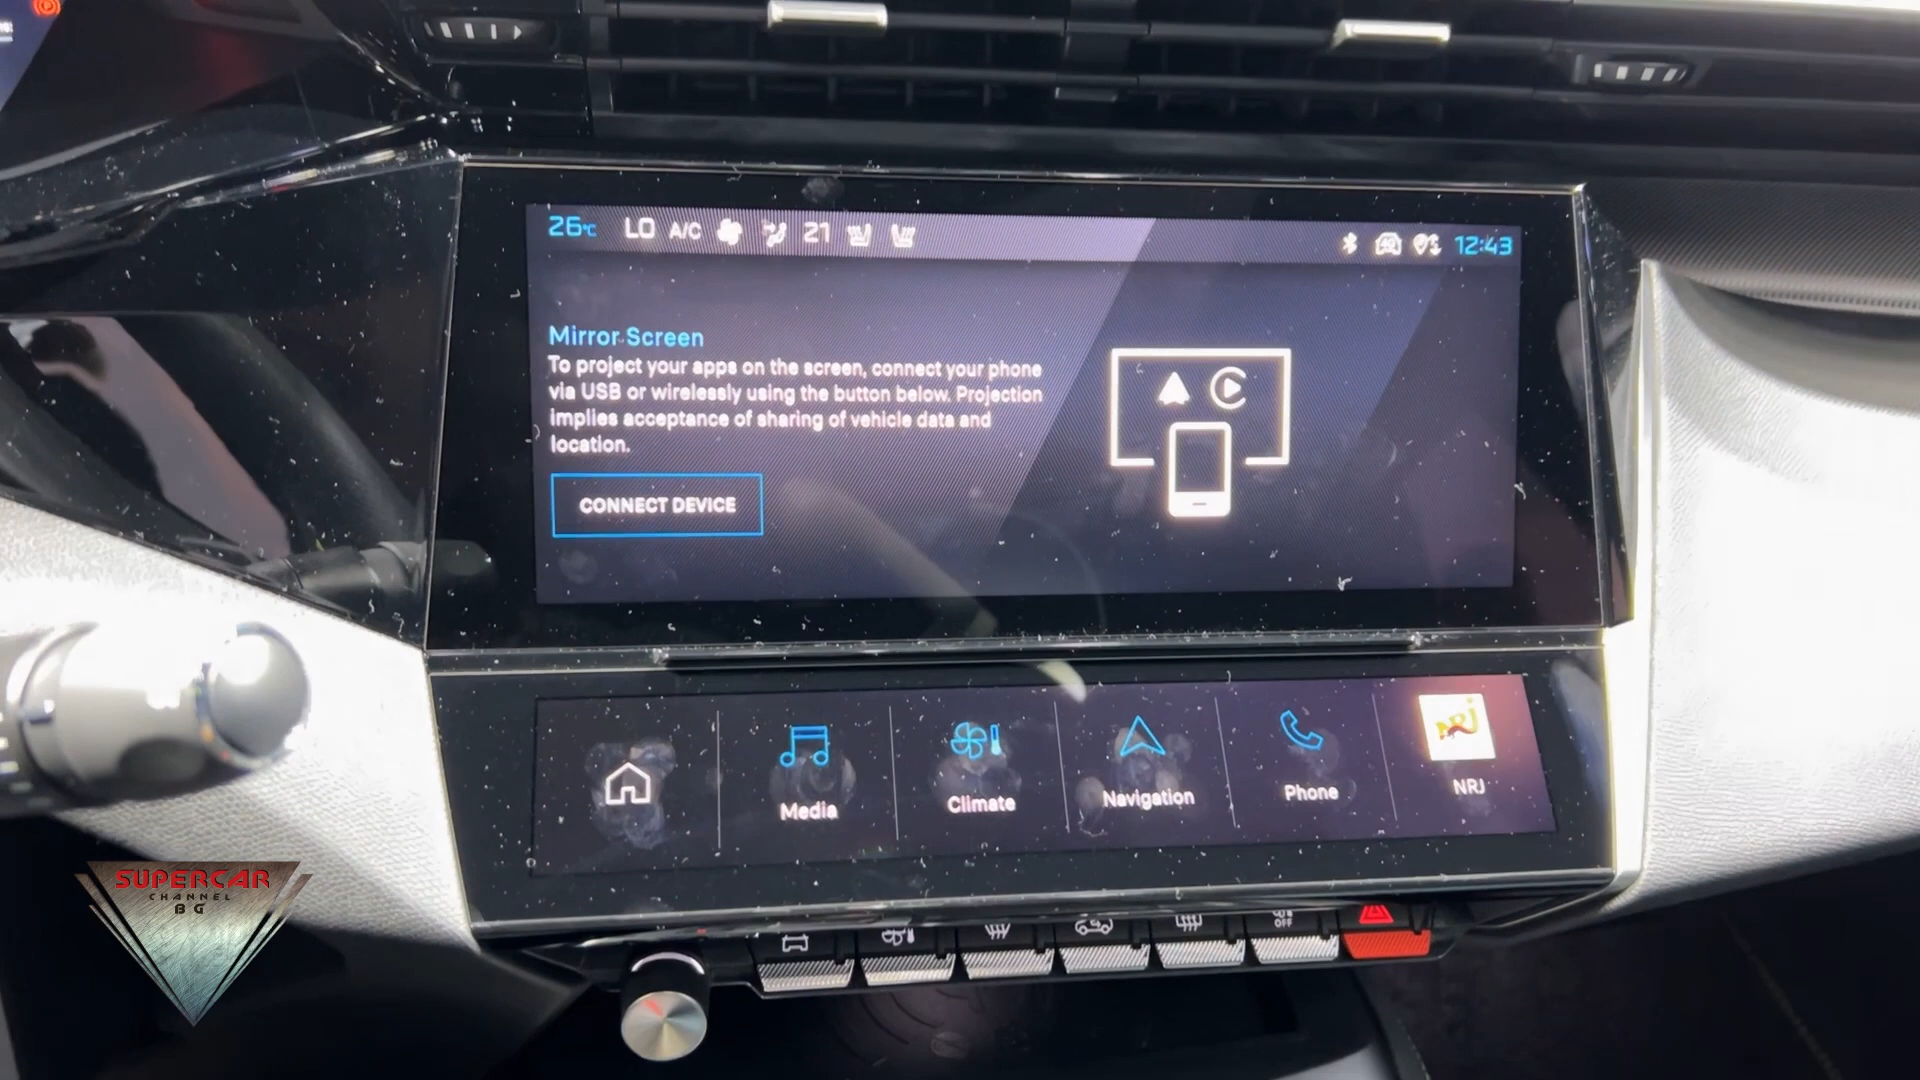 26°C LO A/C 21 12:43
Mirror Screen
To project your apps on the screen, connect your phone
via USB or wirelessly using the button below. Projection
implies acceptance of sharing of vehicle data and
location.
CONNECT DEVICE
NRJ
Media
Climate
Navigation
Phone
NRJ
OFF
SUPERCAR
CHANNEL
BG